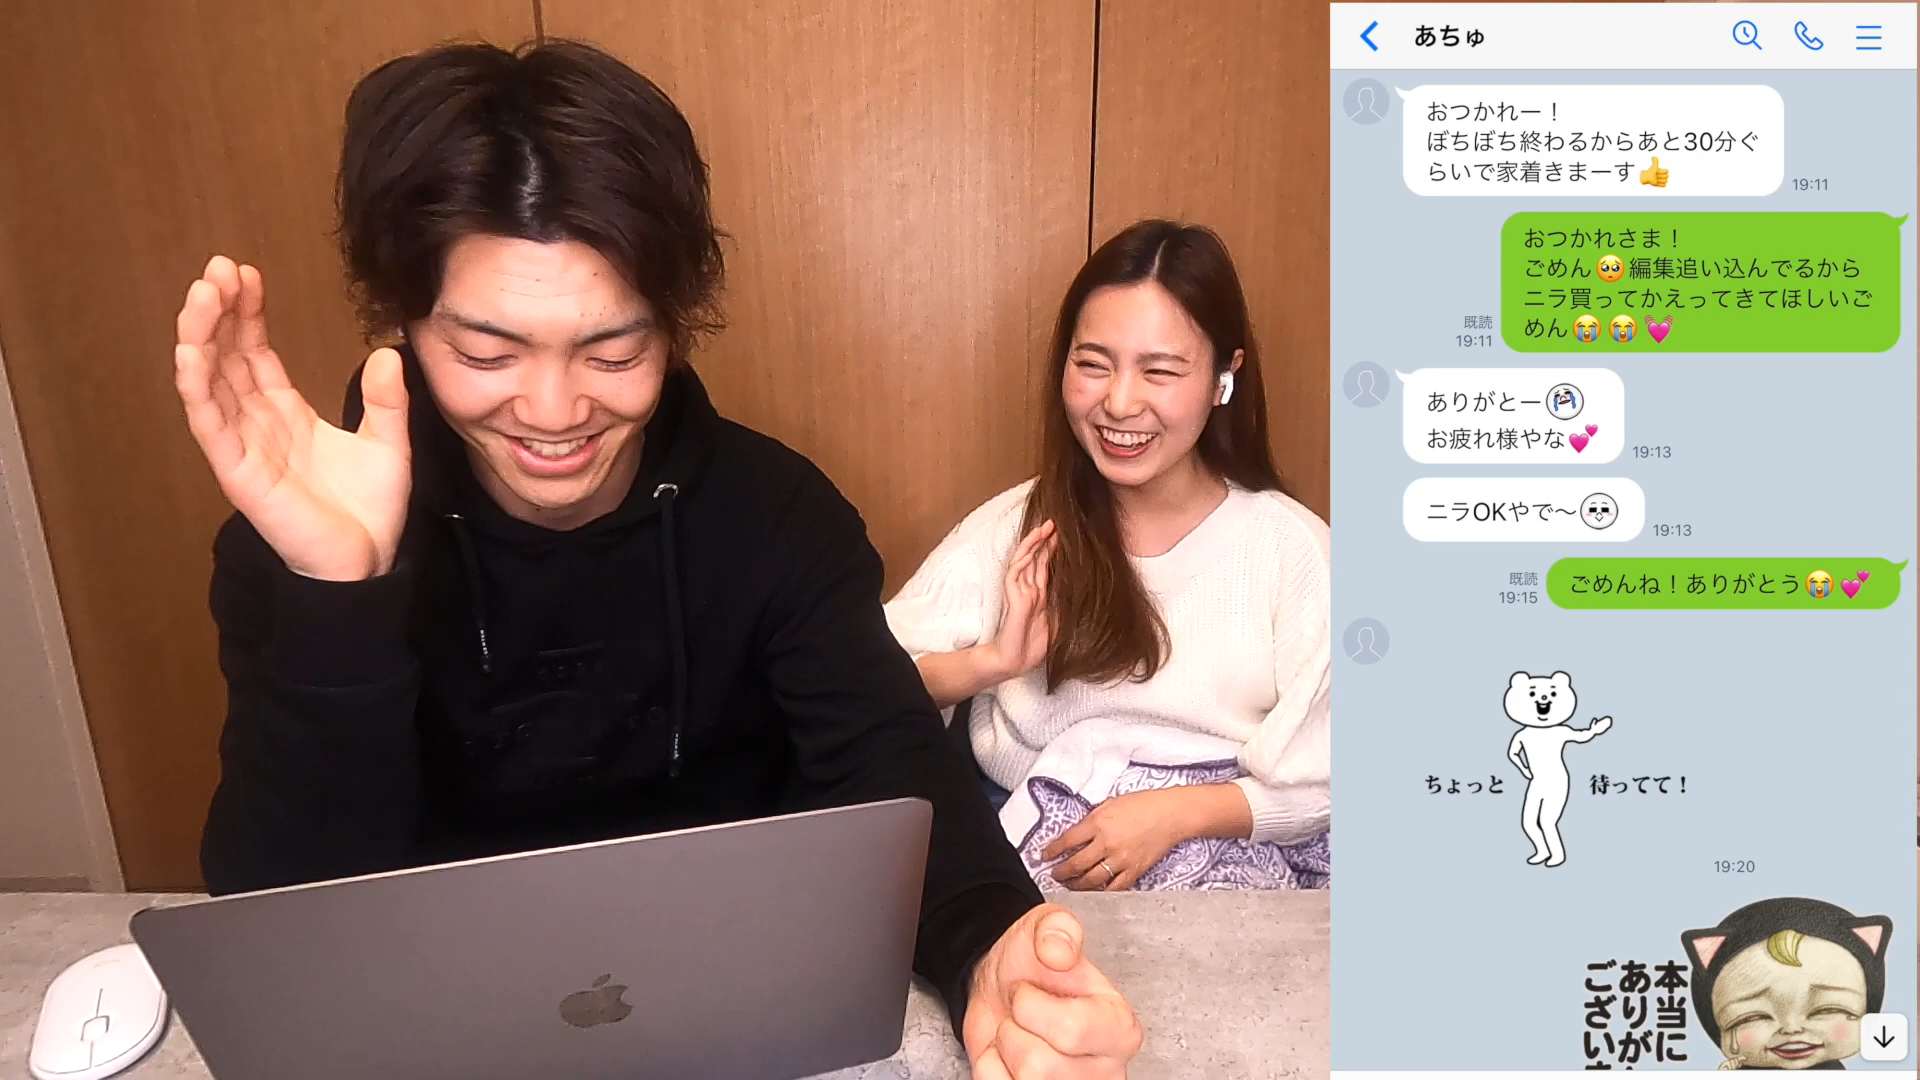 あちゅ
おつかれー！
ぼちぼち終わるからあと30分ぐ
らいで家着きまーす👍
19:11
おつかれさま！
ごめん🥺編集追い込んでるから
ニラ買ってかえってきてほしいご
めん😭😭💓
既読
19:11
ありがとー
お疲れ様やな💕
19:13
ニラOKやで〜
19:13
ごめんね！ありがとう😭💕
既読
19:15
ちょっと 待ってて！
19:20
本当に
ありが
ござい